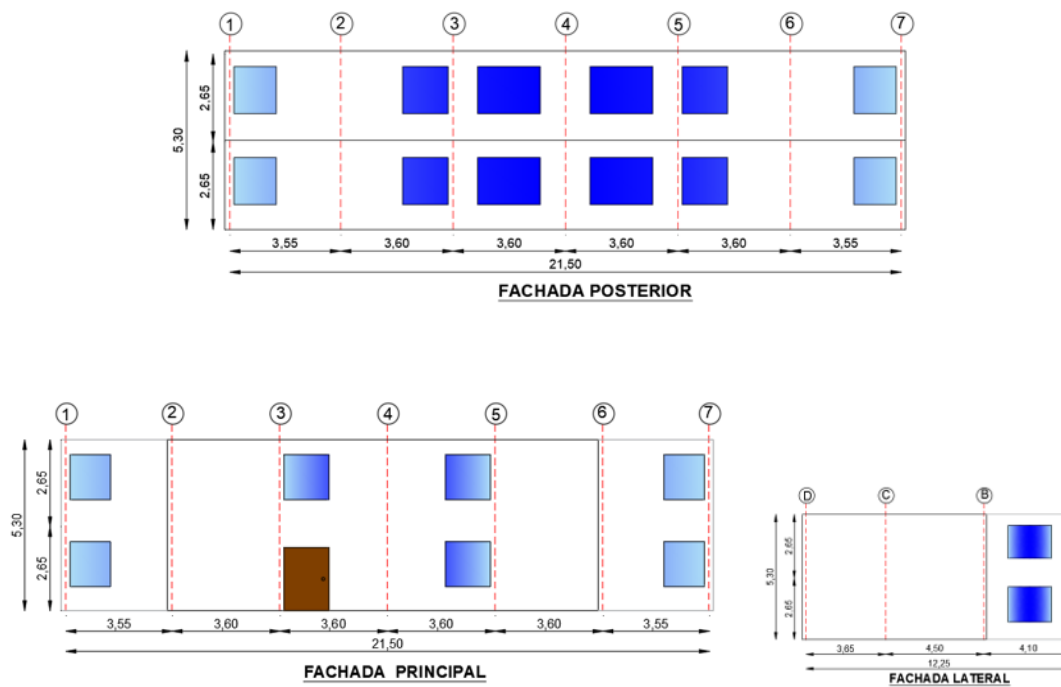 1 2 3 4 5 6 7
2,65
5,30
2,65
3,55 3,60 3,60 3,60 3,60 3,55
21,50
FACHADA POSTERIOR
1 2 3 4 5 6 7
2,65
5,30
2,65
3,55 3,60 3,60 3,60 3,60 3,55
21,50
FACHADA PRINCIPAL
D C B
2,65
5,30
2,65
3,65 4,50 4,10
12,25
FACHADA LATERAL